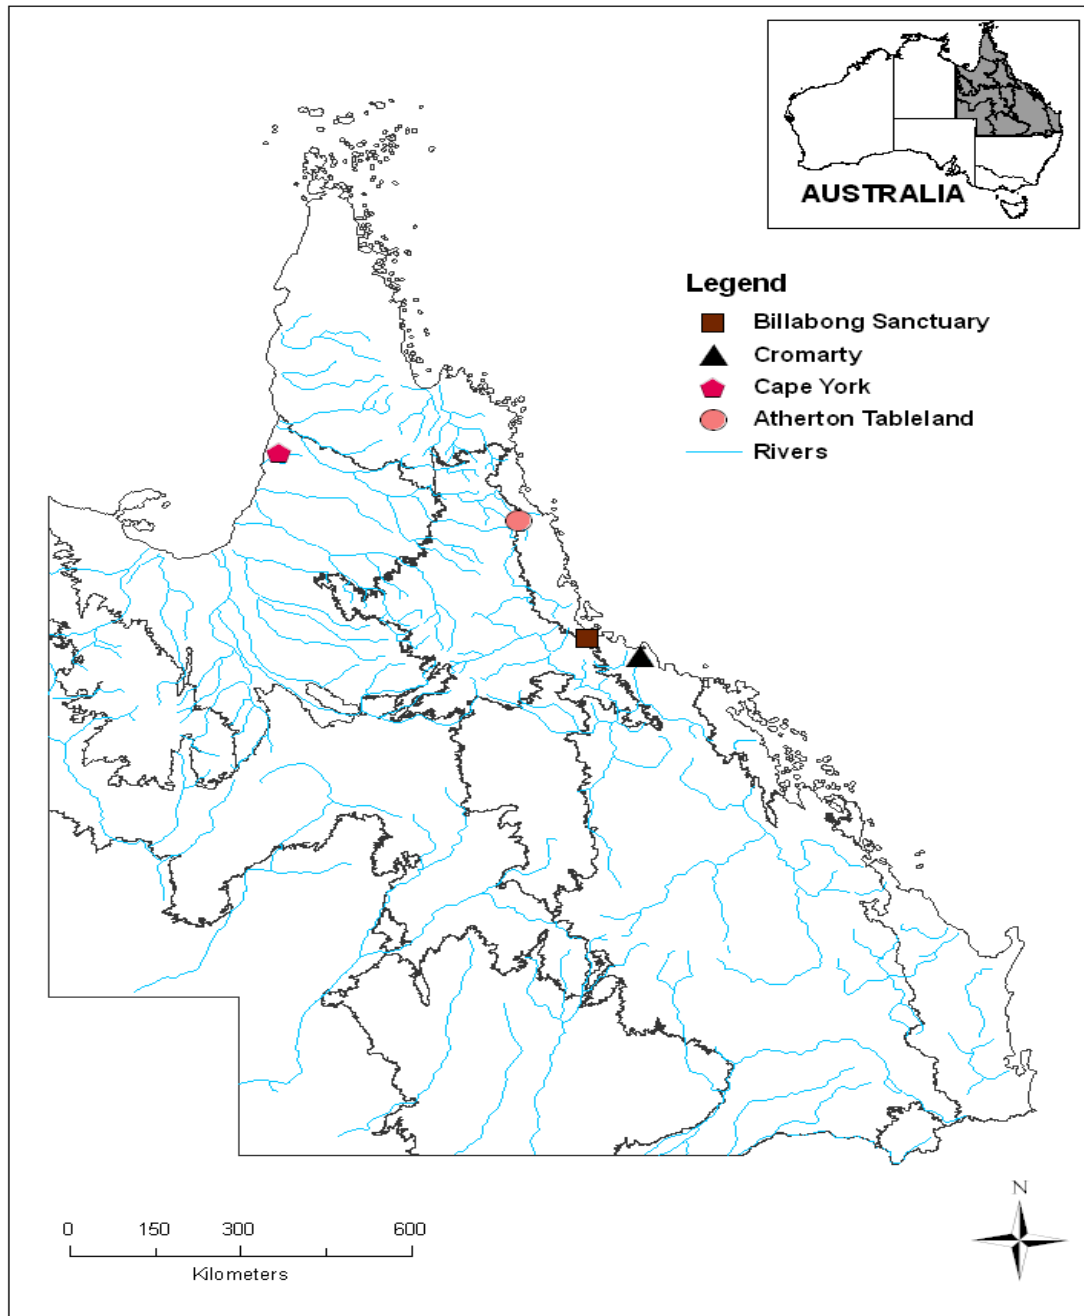 AUSTRALIA
Legend
Billabong Sanctuary
Cromarty
Cape York
Atherton Tableland
Rivers
N
0 150 300 600
Kilometers